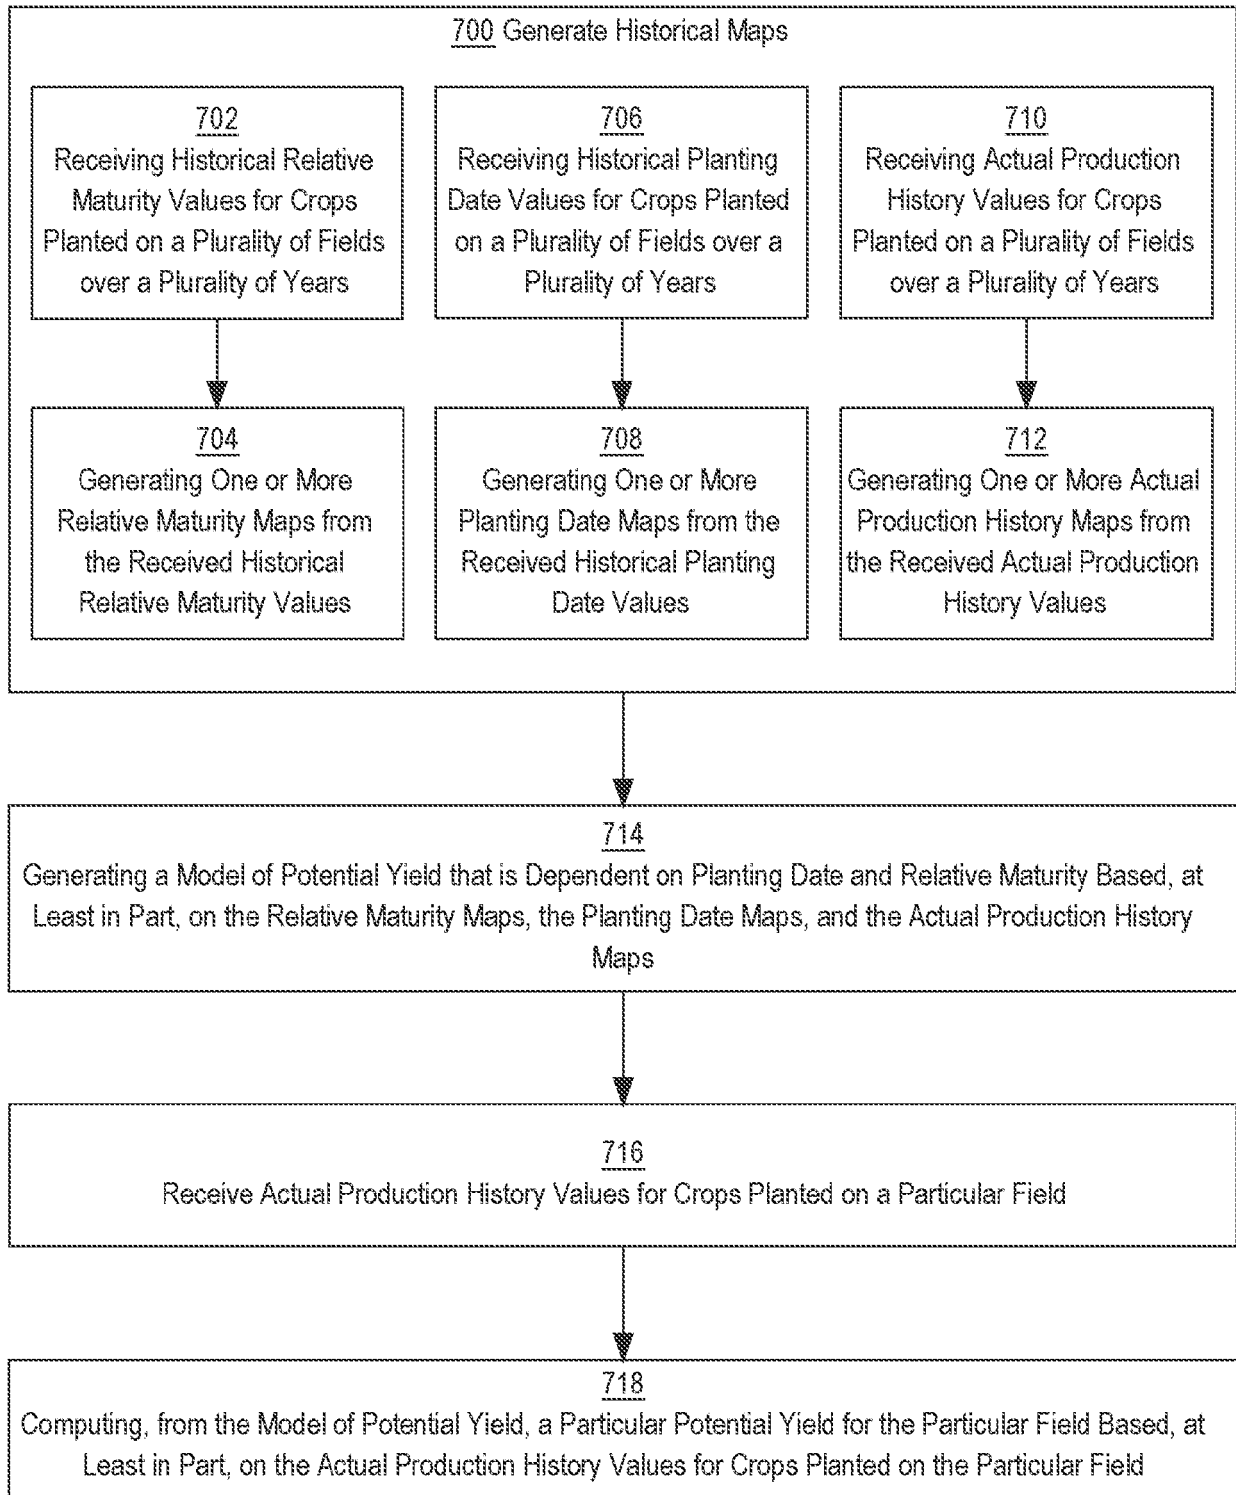 700 Generate Historical Maps
702
Receiving Historical Relative
Maturity Values for Crops
Planted on a Plurality of Fields
over a Plurality of Years
706
Receiving Historical Planting
Date Values for Crops Planted
on a Plurality of Fields over a
Plurality of Years
710
Receiving Actual Production
History Values for Crops
Planted on a Plurality of Fields
over a Plurality of Years
704
Generating One or More
Relative Maturity Maps from
the Received Historical
Relative Maturity Values
708
Generating One or More
Planting Date Maps from the
Received Historical Planting
Date Values
712
Generating One or More Actual
Production History Maps from
the Received Actual Production
History Values
714
Generating a Model of Potential Yield that is Dependent on Planting Date and Relative Maturity Based, at
Least in Part, on the Relative Maturity Maps, the Planting Date Maps, and the Actual Production History
Maps
716
Receive Actual Production History Values for Crops Planted on a Particular Field
718
Computing, from the Model of Potential Yield, a Particular Potential Yield for the Particular Field Based, at
Least in Part, on the Actual Production History Values for Crops Planted on the Particular Field